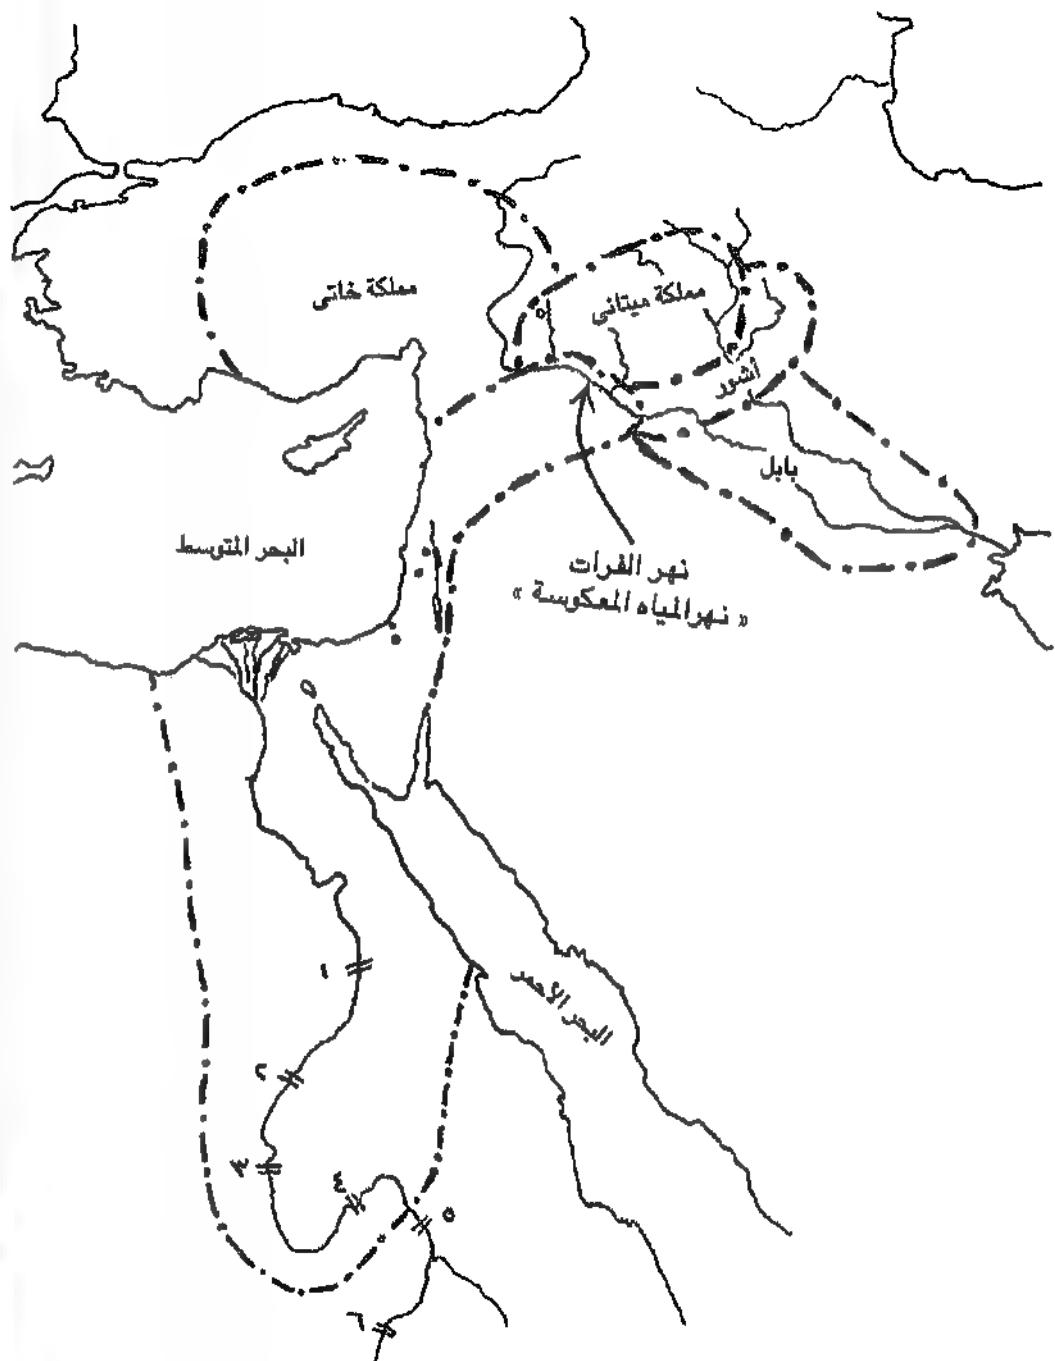 مملكة خاتى
مملكة ميتانى
أشور
بابل
البحر المتوسط
نهر الفرات
« نهر المياه المعكوسة »
البحر الأحمر
١
٢
٣
٤
٥
٦